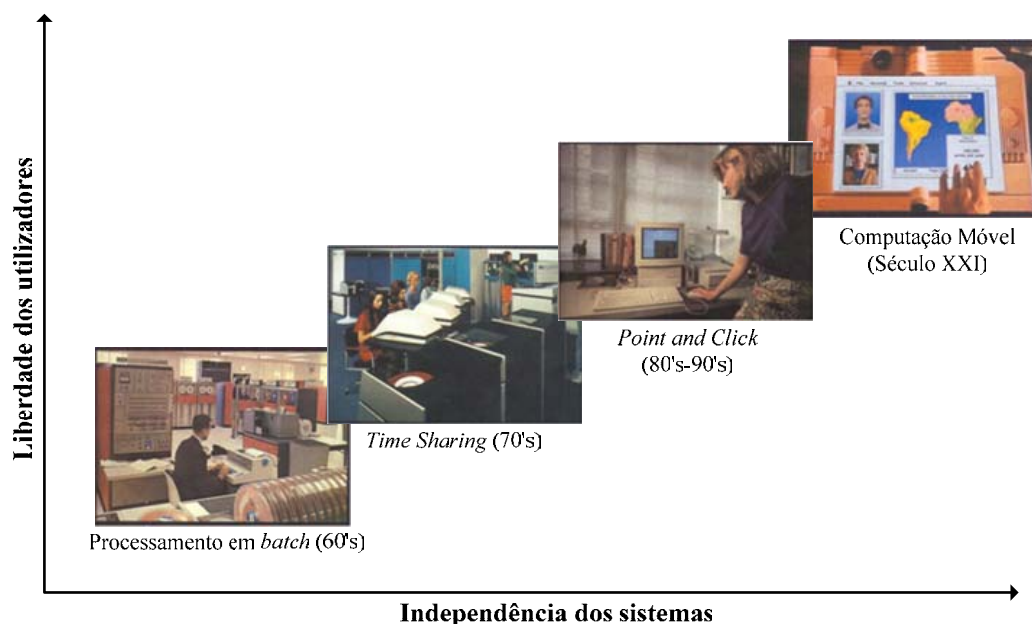 Liberdade dos utilizadores
Computação Móvel
(Século XXI)
Point and Click
(80's-90's)
Time Sharing (70's)
Processamento em batch (60's)
Independência dos sistemas